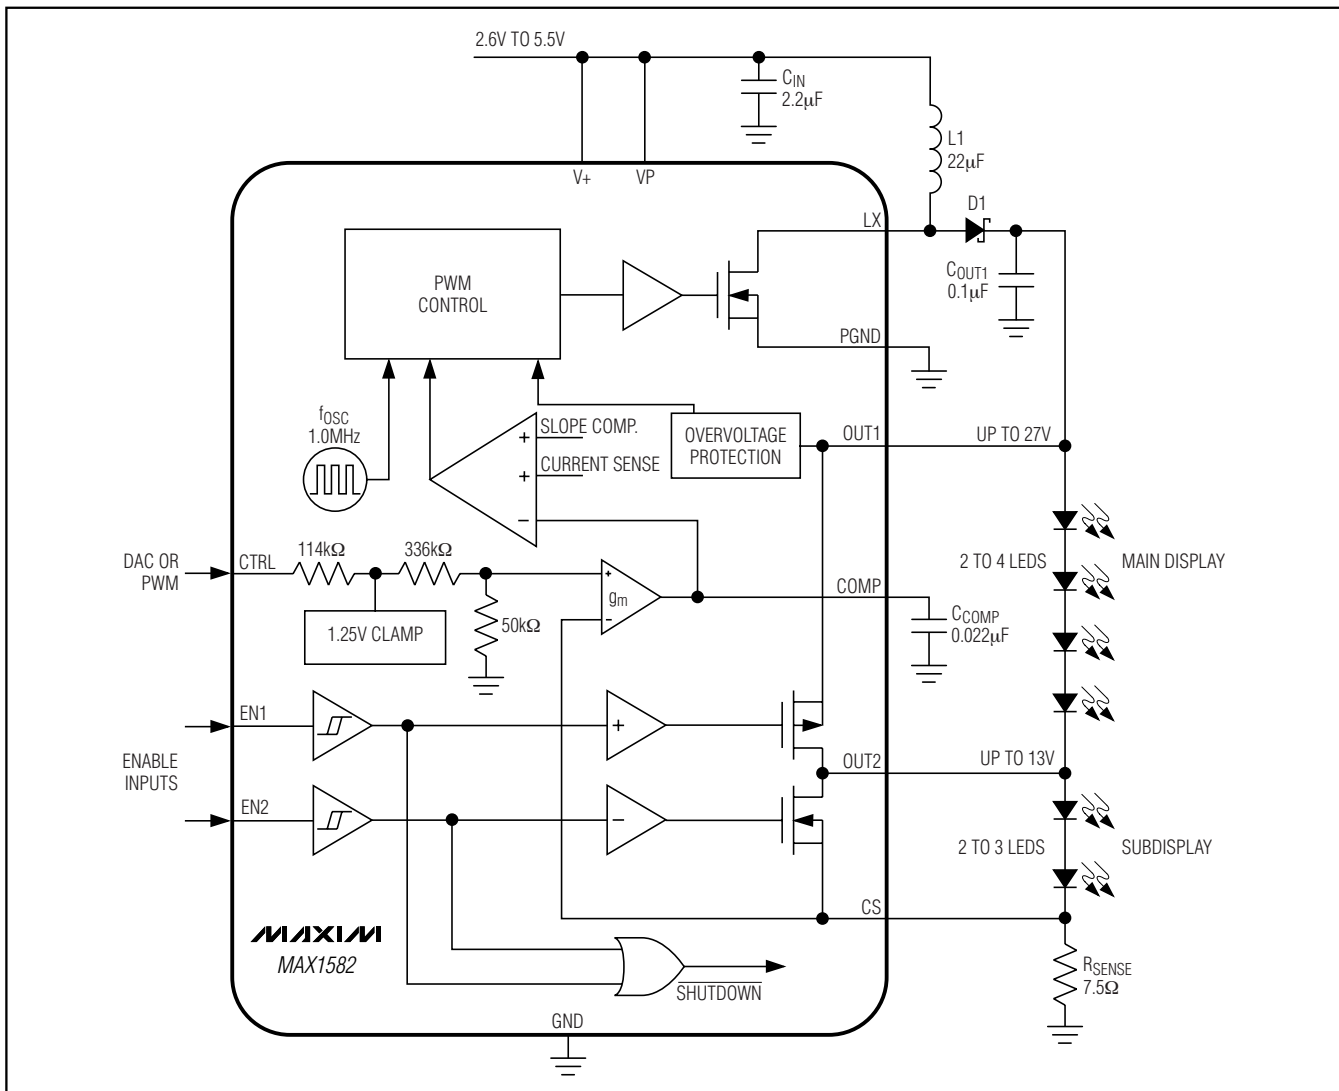 2.6V TO 5.5V
CIN
2.2µF
L1
22µF
V+
VP
D1
LX
PWM
CONTROL
COUT1
0.1µF
PGND
fOSC
1.0MHz
SLOPE COMP.
+
CURRENT SENSE
+
−
OVERVOLTAGE
PROTECTION
OUT1
UP TO 27V
DAC OR
PWM
CTRL
114kΩ
336kΩ
1.25V CLAMP
50kΩ
+
gm
-
COMP
CCOMP
0.022µF
2 TO 4 LEDS
MAIN DISPLAY
EN1
+
ENABLE
INPUTS
OUT2
UP TO 13V
EN2
−
2 TO 3 LEDS
SUBDISPLAY
CS
MAXIM
MAX1582
SHUTDOWN
RSENSE
7.5Ω
GND